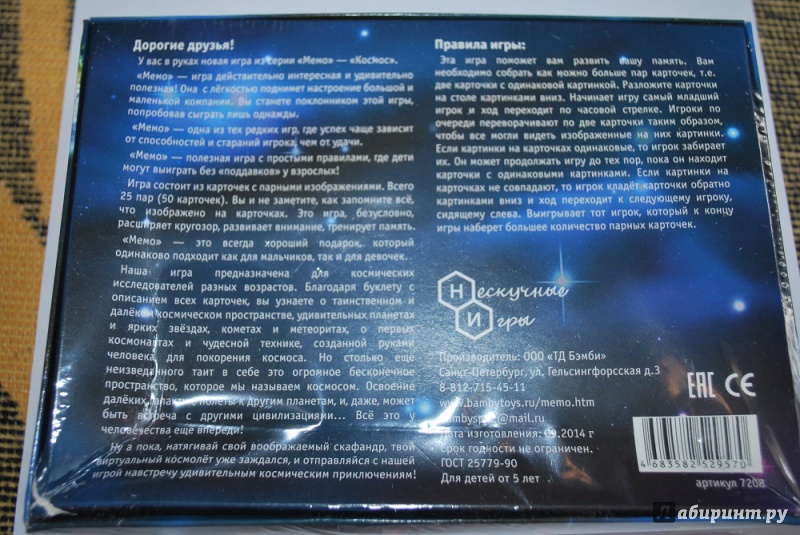 Дорогие друзья!
У вас в руках новая игра из серии «Мемо» — «Космос».
«Мемо» — игра действительно интересная и удивительно
полезная! Она с лёгкостью поднимет настроение большой и
маленькой компании. Вы станете поклонником этой игры,
попробовав сыграть лишь однажды.
«Мемо» — одна из тех редких игр, где успех чаще зависит
от способностей и стараний игрока, чем от удачи.
«Мемо» — полезная игра с простыми правилами, где дети
могут выиграть без «поддавков» у взрослых!
Игра состоит из карточек с парными изображениями. Всего
25 пар (50 карточек). Вы и не заметите, как запомните всё,
что изображено на карточках. Это игра, безусловно,
расширяет кругозор, развивает внимание, тренирует память.
«Мемо» — это всегда хороший подарок, который
одинаково подходит как для мальчиков, так и для девочек.
Наша игра предназначена для космических
исследователей разных возрастов. Благодаря буклету с
описанием всех карточек, вы узнаете о таинственном и
далёком космическом пространстве, удивительных планетах
и ярких звёздах, кометах и метеоритах, о первых
космонавтах и чудесной технике, созданной руками
человека для покорения космоса. Но столько еще
неизведанного таит в себе это огромное бесконечное
пространство, которое мы называем космосом. Освоение
далёких галактик, полёты к другим планетам, и, даже, может
быть встреча с другими цивилизациями... Всё это у
человечества ещё впереди!
Ну а пока, натягивай свой воображаемый скафандр, твой
виртуальный космолёт уже заждался, и отправляйся с нашей
игрой навстречу удивительным космическим приключениям!
Правила игры:
Эта игра поможет вам развить вашу память. Вам
необходимо собрать как можно больше пар карточек, т.е.
две карточки с одинаковой картинкой. Разложите карточки
на столе картинками вниз. Начинает игру самый младший
игрок и ход переходит по часовой стрелке. Игроки по
очереди переворачивают по две карточки таким образом,
чтобы все могли видеть изображенные на них картинки.
Если картинки на карточках одинаковые, то игрок забирает
их. Он может продолжать игру до тех пор, пока он находит
карточки с одинаковыми картинками. Если картинки на
карточках не совпадают, то игрок кладёт карточки обратно
картинками вниз и ход переходит к следующему игроку,
сидящему слева. Выигрывает тот игрок, который к концу
игры наберет большее количество парных карточек.
Нескучные
Игры
Производитель: ООО «ТД Бэмби»
Санкт-Петербург, ул. Гельсингфорсская д.3
8-812-715-45-11
www.bambytoys.ru/memo.htm
bambyspb@mail.ru
Дата изготовления: 09.2014 г
Срок годности не ограничен.
ГОСТ 25779-90
Для детей от 5 лет
EAC CE
4 683582 529570
артикул 7208
Лабиринт.ру